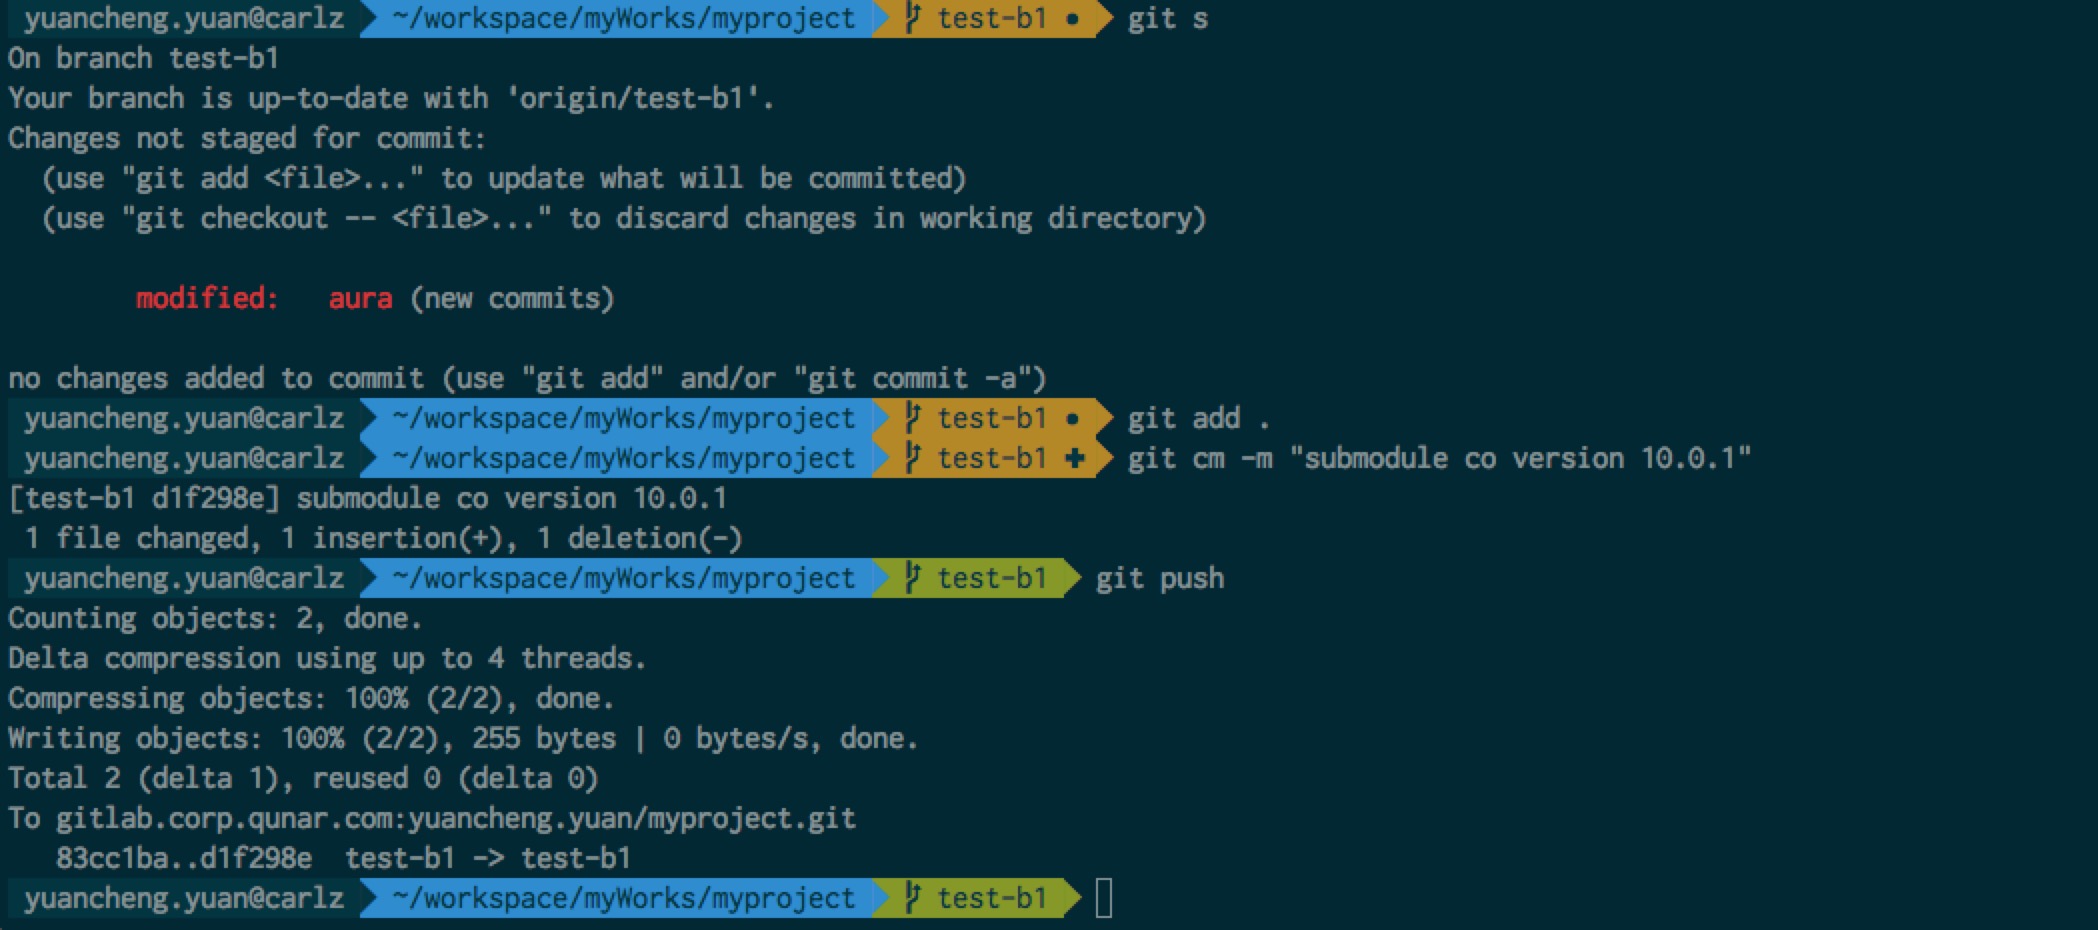 yuancheng.yuan@carlz ~/workspace/myWorks/myproject test-b1 • git s
On branch test-b1
Your branch is up-to-date with 'origin/test-b1'.
Changes not staged for commit:
  (use "git add <file>..." to update what will be committed)
  (use "git checkout -- <file>..." to discard changes in working directory)
        modified:   aura (new commits)
no changes added to commit (use "git add" and/or "git commit -a")
yuancheng.yuan@carlz ~/workspace/myWorks/myproject test-b1 • git add .
yuancheng.yuan@carlz ~/workspace/myWorks/myproject test-b1 ✚ git cm -m "submodule co version 10.0.1"
[test-b1 d1f298e] submodule co version 10.0.1
 1 file changed, 1 insertion(+), 1 deletion(-)
yuancheng.yuan@carlz ~/workspace/myWorks/myproject test-b1 git push
Counting objects: 2, done.
Delta compression using up to 4 threads.
Compressing objects: 100% (2/2), done.
Writing objects: 100% (2/2), 255 bytes | 0 bytes/s, done.
Total 2 (delta 1), reused 0 (delta 0)
To gitlab.corp.qunar.com:yuancheng.yuan/myproject.git
   83cc1ba..d1f298e  test-b1 -> test-b1
yuancheng.yuan@carlz ~/workspace/myWorks/myproject test-b1